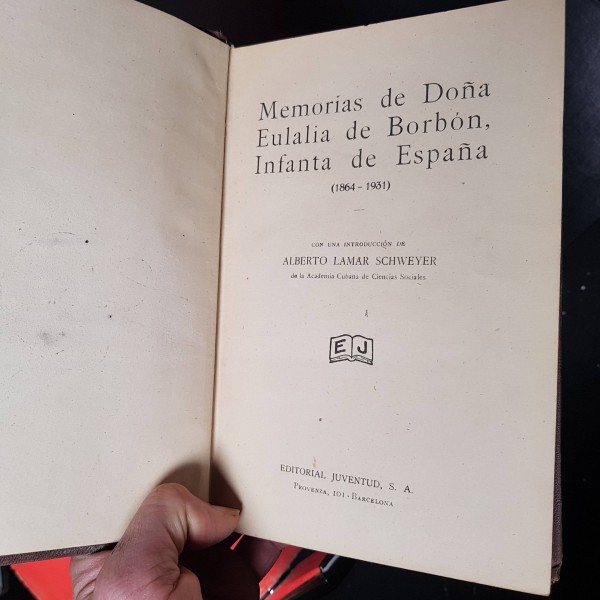 Memorias de Doña
Eulalia de Borbón,
Infanta de España
(1864 - 1931)
CON UNA INTRODUCCIÓN DE
ALBERTO LAMAR SCHWEYER
de la Academia Cubana de Ciencias Sociales
E J
EDITORIAL JUVENTUD, S. A.
PROVENZA, 101 - BARCELONA